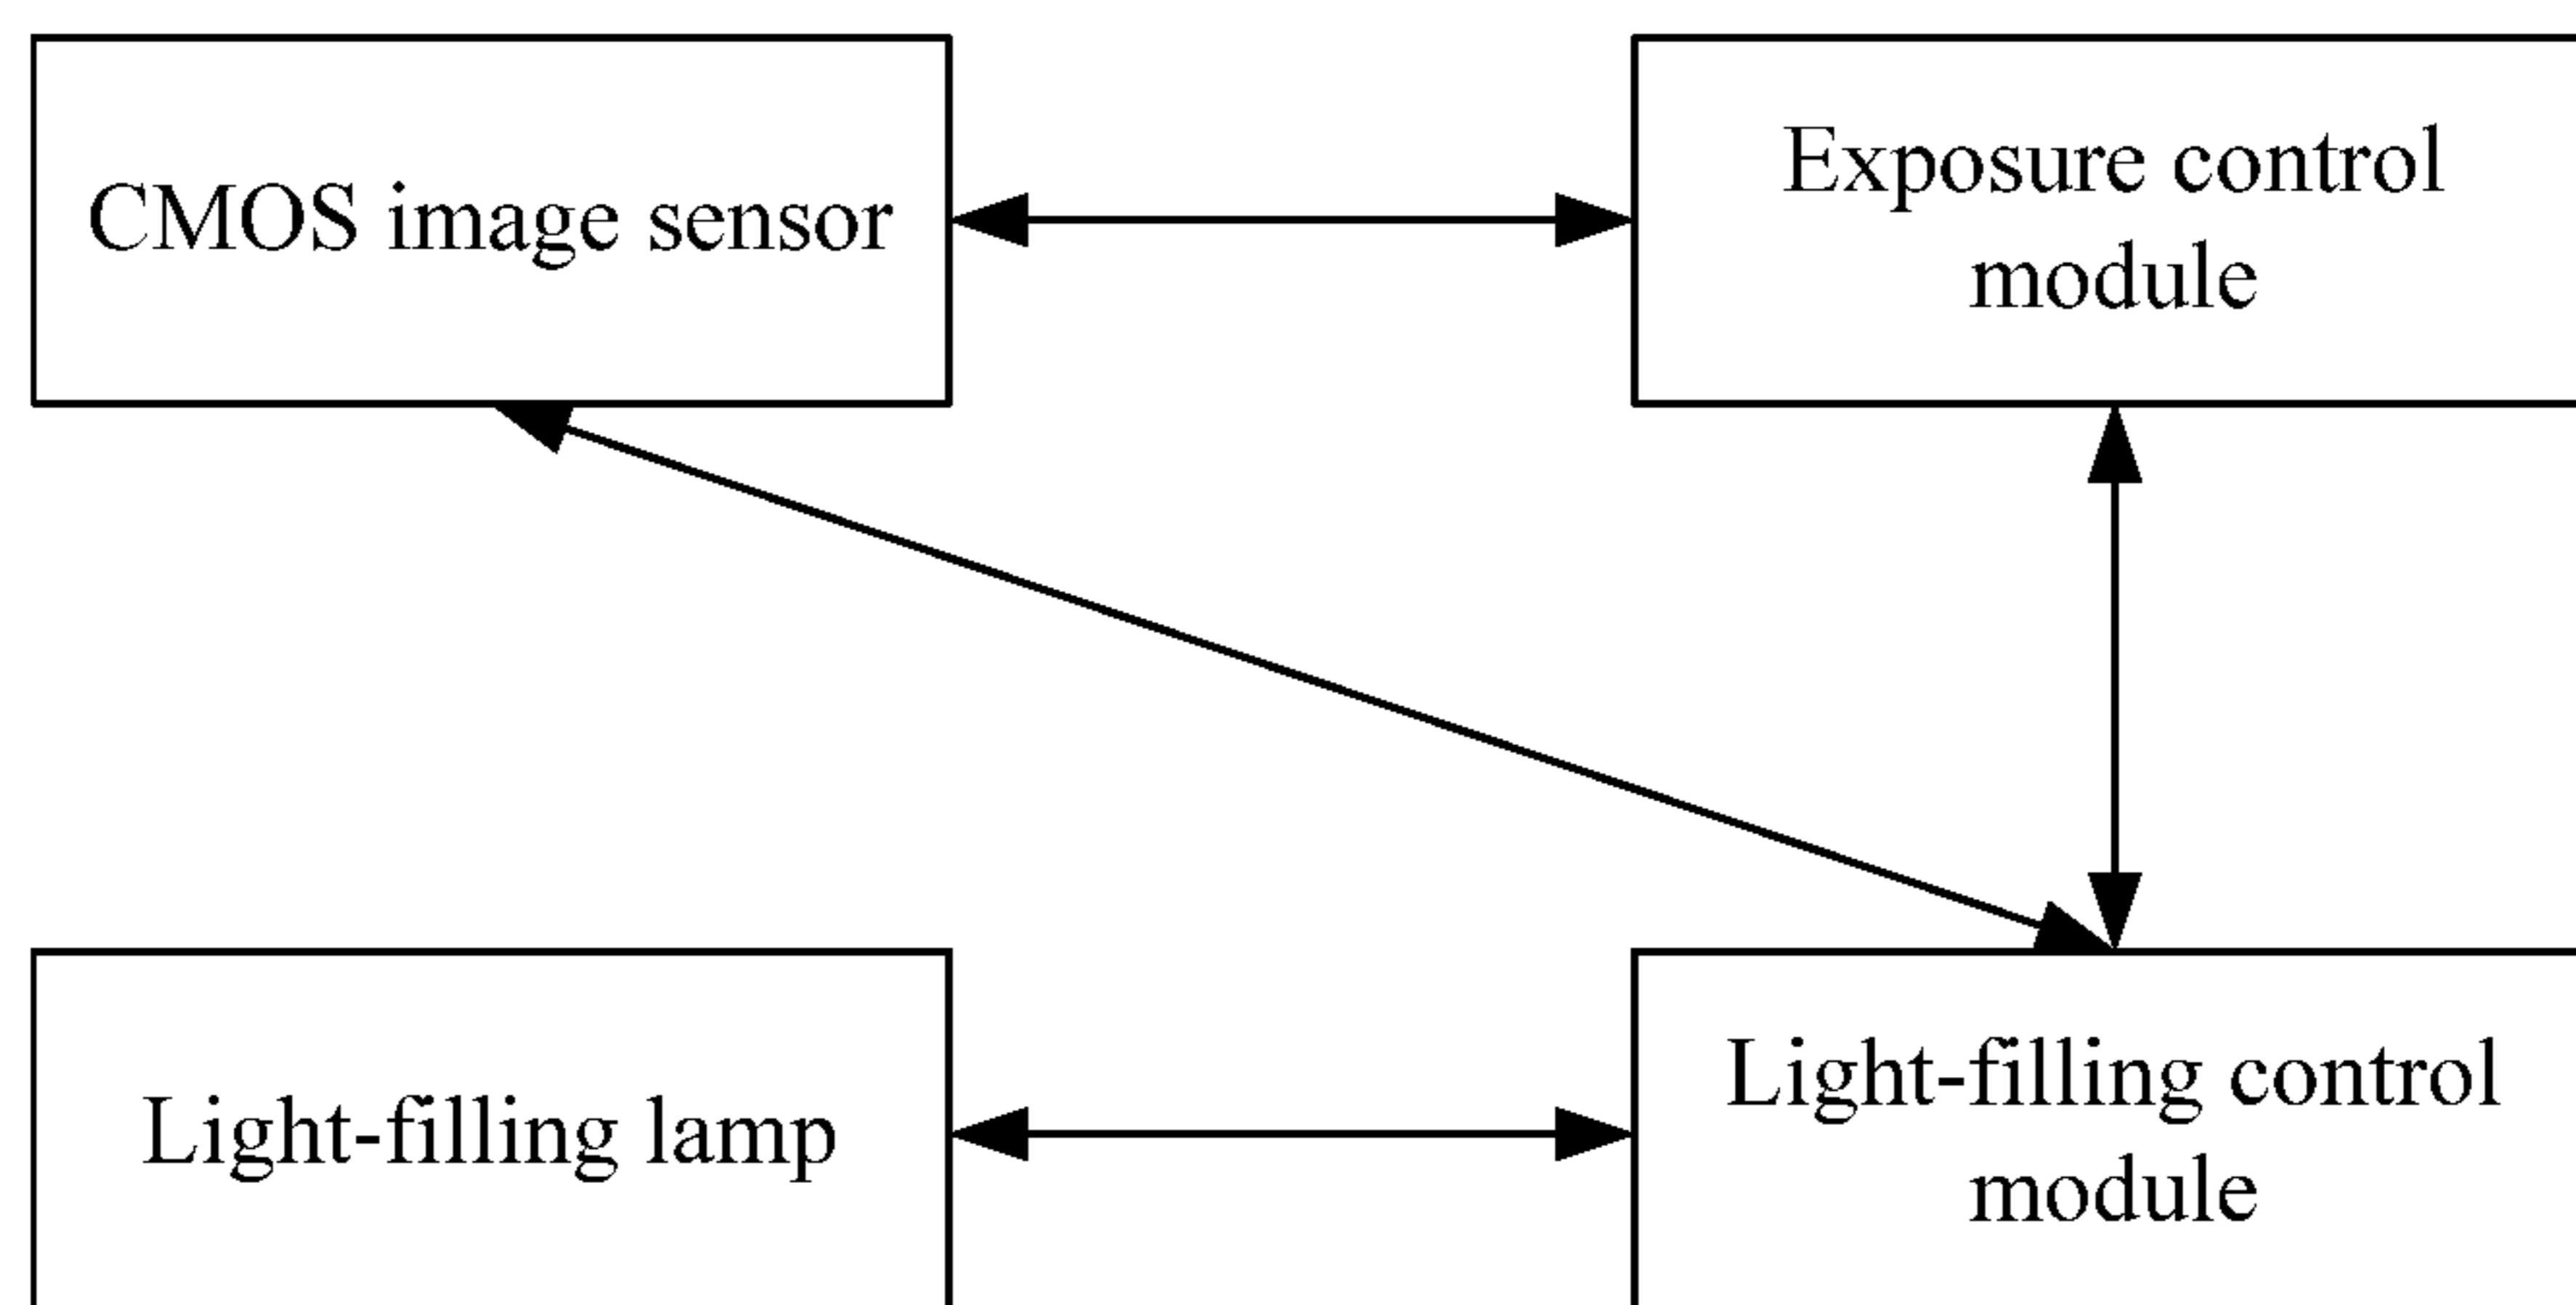 CMOS image sensor
Exposure control
module
Light-filling lamp
Light-filling control
module